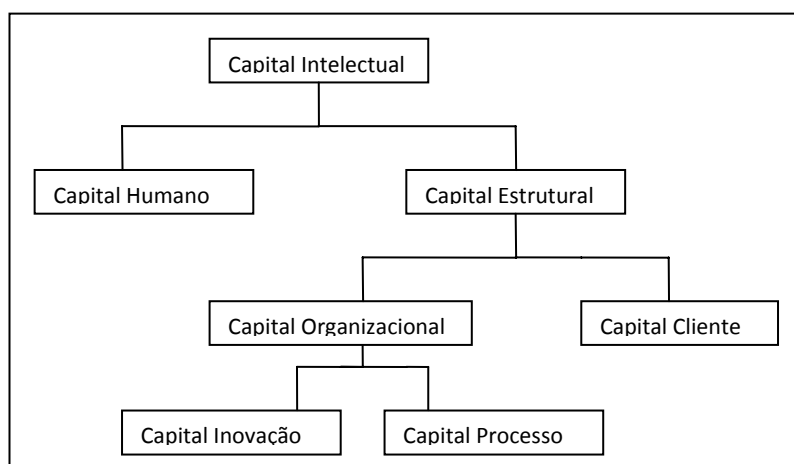 Capital Intelectual
Capital Humano
Capital Estrutural
Capital Organizacional
Capital Cliente
Capital Inovação
Capital Processo